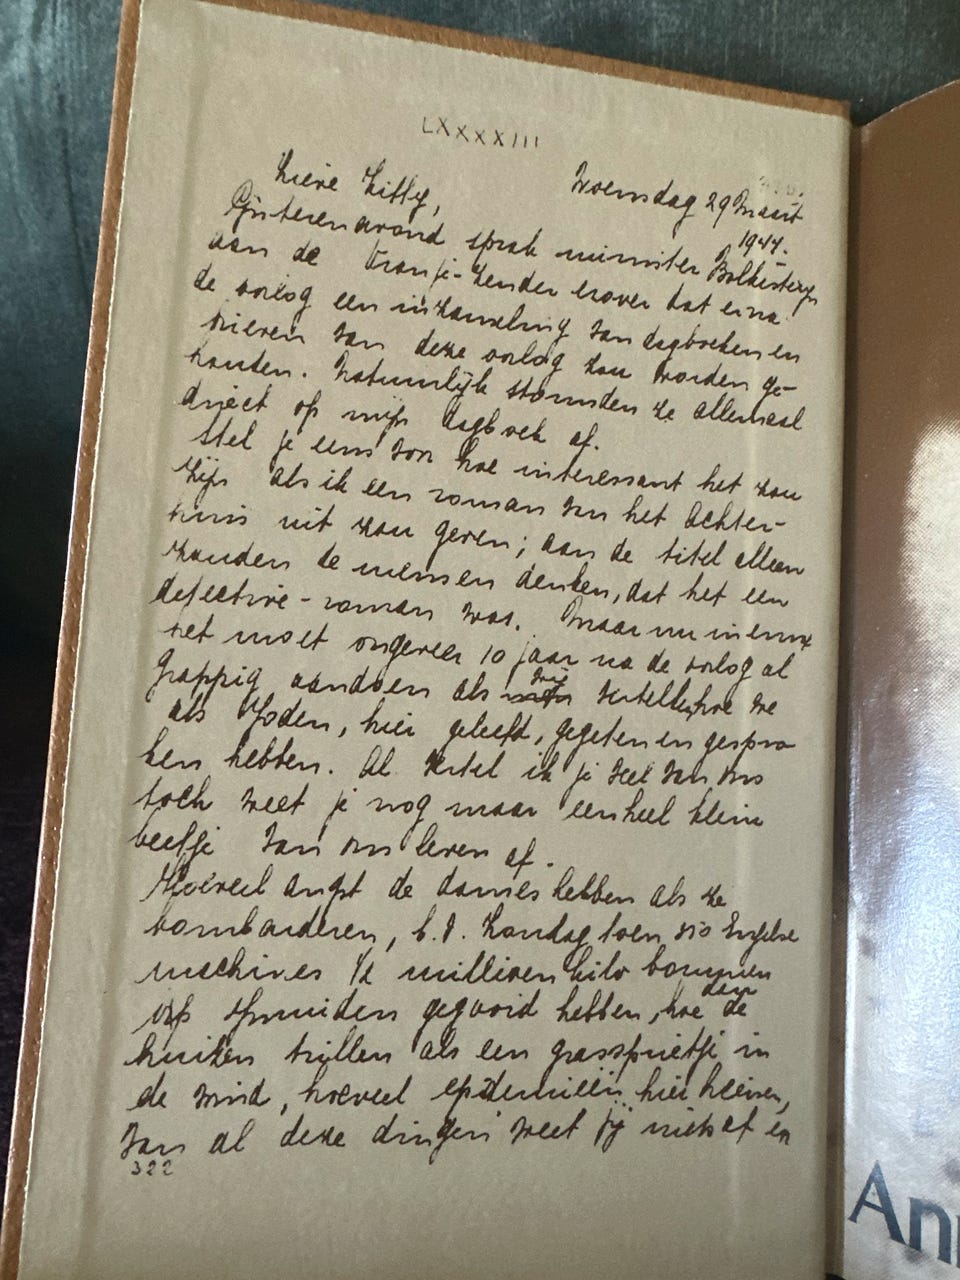 LXXXXIII
Lieve Kitty,
Woensdag 29 Maart
1944.
Gisterenavond sprak minister Bolkesteyn
aan de Oranje-zender erover dat er na
de oorlog een inzameling van dagboeken en
brieven van deze oorlog zou worden ge-
houden. Natuurlijk stormden ze allemaal
direct op mijn dagboek af.
Stel je eens voor hoe interessant het zou
zijn als ik een roman van het Achter-
huis uit zou geven; aan de titel alleen
zouden de mensen denken, dat het een
detective-roman was. Maar nu in ernst
het moet ongeveer 10 jaar na de oorlog al
grappig aandoen als wij vertellen, hoe we
als Joden, hier geleefd, gegeten en gespro
ken hebben. Al vertel ik je veel van ons
toch weet je nog maar een heel klein
beetje van ons leven af.
Hoeveel angst de dames hebben als ze
bombarderen, b.v. Zondag toen 350 Engelse
machines ½ millioen kilo bommen
op Ijmuiden gegooid hebben, hoe dan de
huizen trillen als een grassprietje in
de wind, hoeveel epidemieën hier heersen,
van al deze dingen weet jij niets af en
322
An